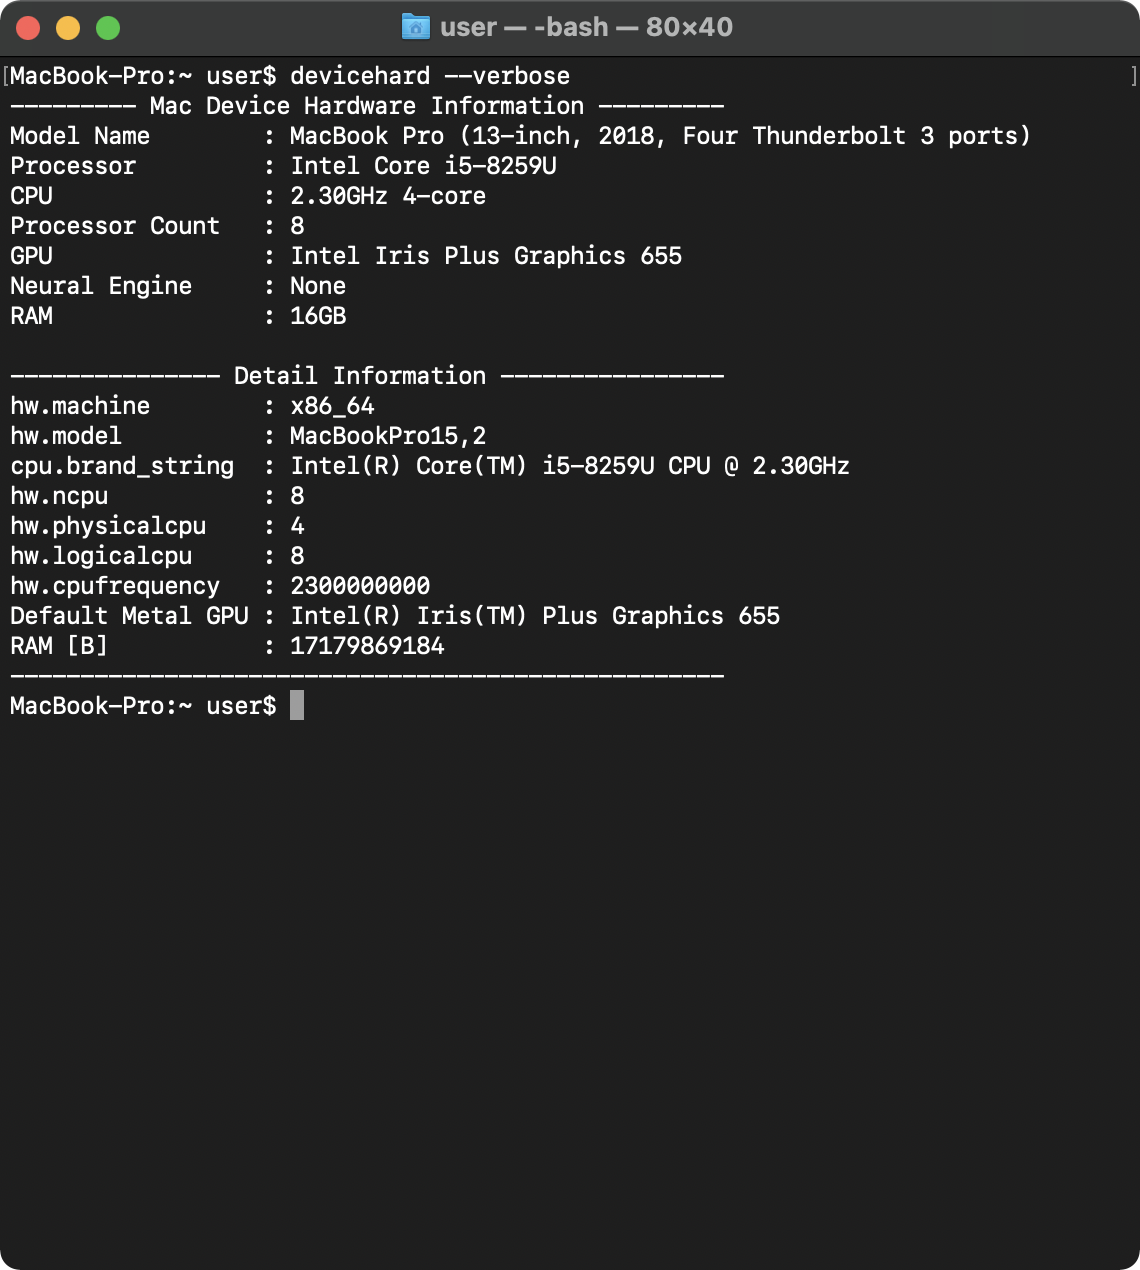 user — -bash — 80×40
[MacBook-Pro:~ user$ devicehard --verbose ]
--------- Mac Device Hardware Information ---------
Model Name        : MacBook Pro (13-inch, 2018, Four Thunderbolt 3 ports)
Processor         : Intel Core i5-8259U
CPU               : 2.30GHz 4-core
Processor Count   : 8
GPU               : Intel Iris Plus Graphics 655
Neural Engine     : None
RAM               : 16GB
--------------- Detail Information ----------------
hw.machine        : x86_64
hw.model          : MacBookPro15,2
cpu.brand_string  : Intel(R) Core(TM) i5-8259U CPU @ 2.30GHz
hw.ncpu           : 8
hw.physicalcpu    : 4
hw.logicalcpu     : 8
hw.cpufrequency   : 2300000000
Default Metal GPU : Intel(R) Iris(TM) Plus Graphics 655
RAM [B]           : 17179869184
---------------------------------------------------
MacBook-Pro:~ user$